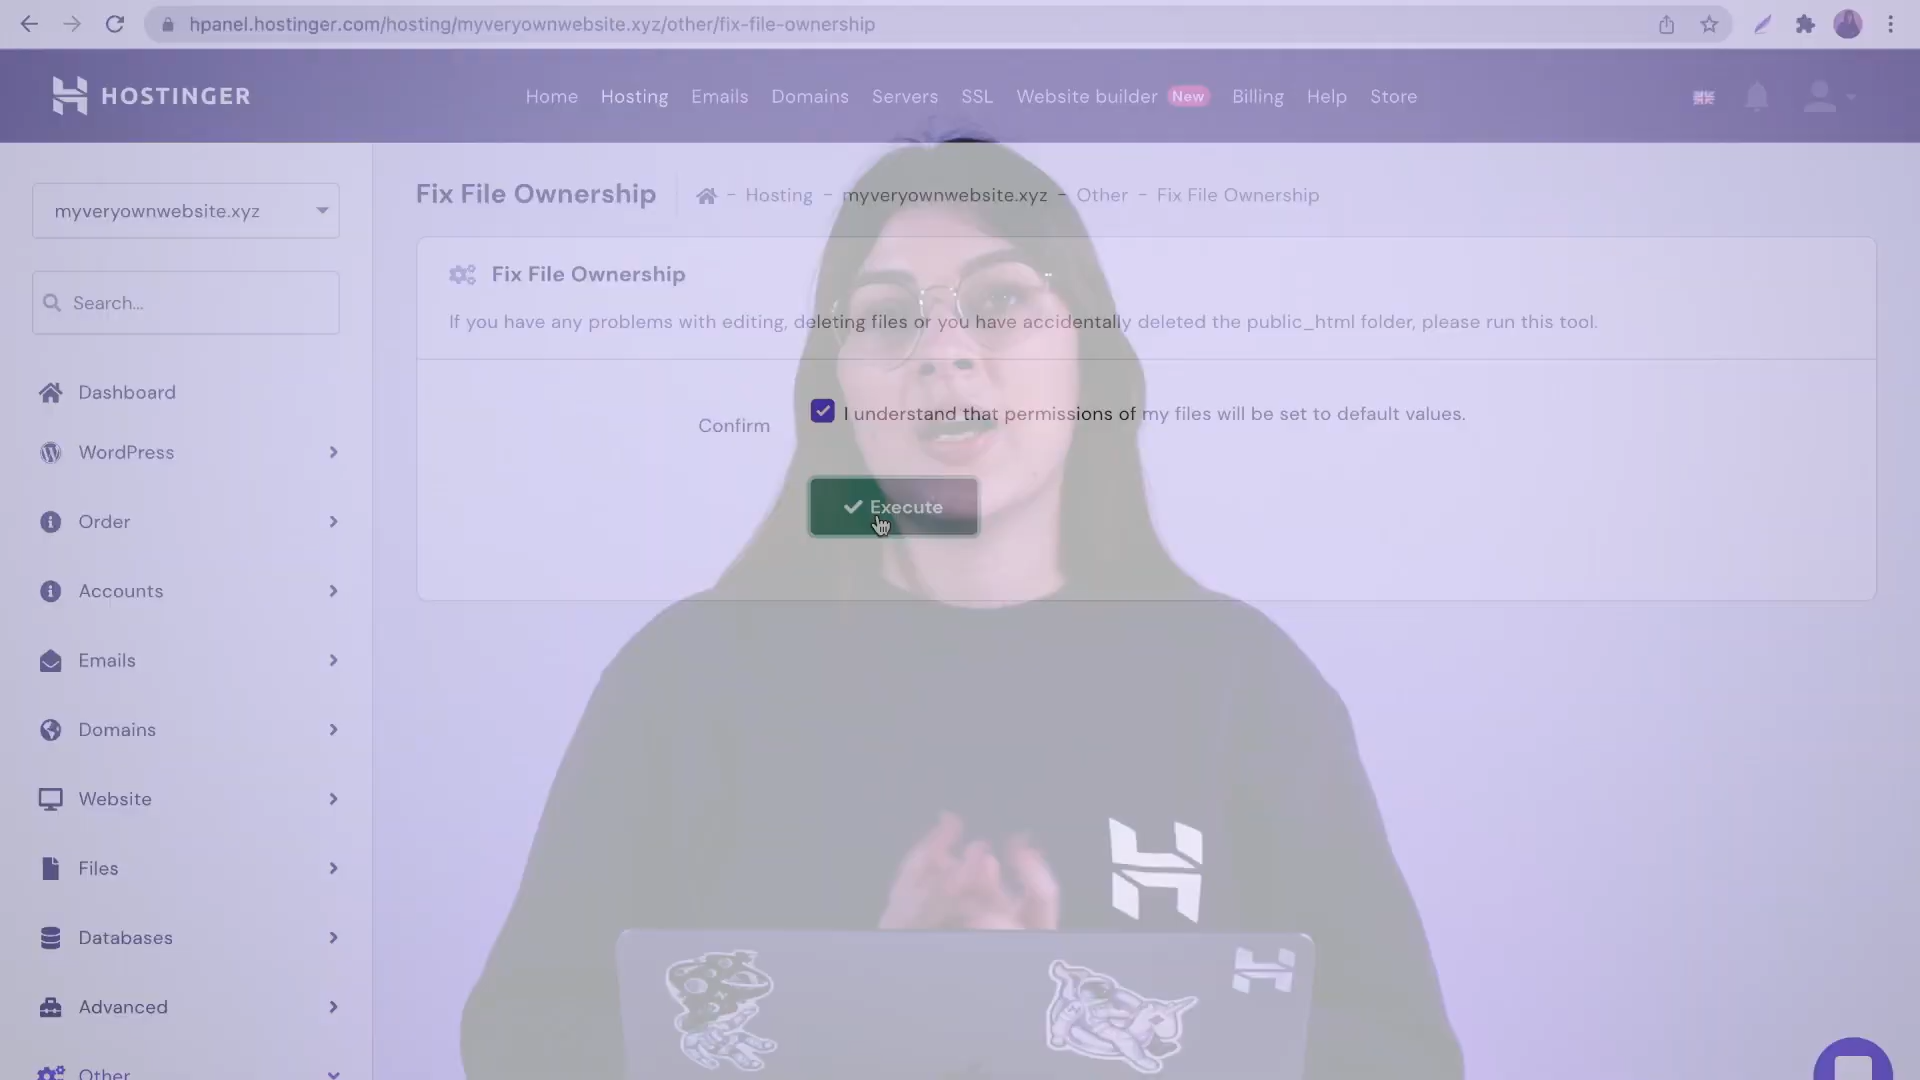 hpanel.hostinger.com/hosting/myveryownwebsite.xyz/other/fix-file-ownership
HOSTINGER
Home Hosting Emails Domains Servers SSL Website builder New Billing Help Store
myveryownwebsite.xyz
Search...
Dashboard
WordPress
Order
Accounts
Emails
Domains
Website
Files
Databases
Advanced
Other
Fix File Ownership
- Hosting - myveryownwebsite.xyz - Other - Fix File Ownership
Fix File Ownership
If you have any problems with editing, deleting files or you have accidentally deleted the public_html folder, please run this tool.
Confirm
I understand that permissions of my files will be set to default values.
Execute